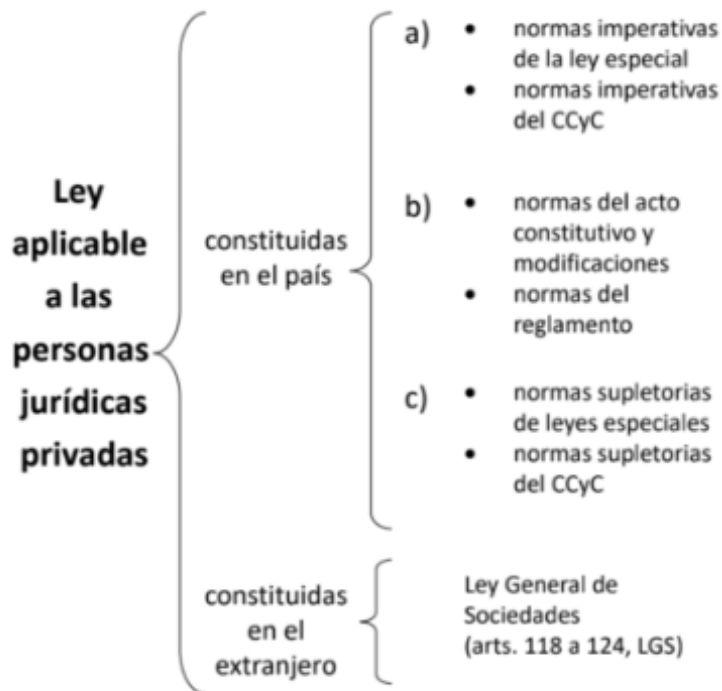 Ley
aplicable
a las
personas
jurídicas
privadas
constituidas
en el país
a)
• normas imperativas
de la ley especial
• normas imperativas
del CCyC
b)
• normas del acto
constitutivo y
modificaciones
• normas del
reglamento
c)
• normas supletorias
de leyes especiales
• normas supletorias
del CCyC
constituidas
en el
extranjero
Ley General de
Sociedades
(arts. 118 a 124, LGS)